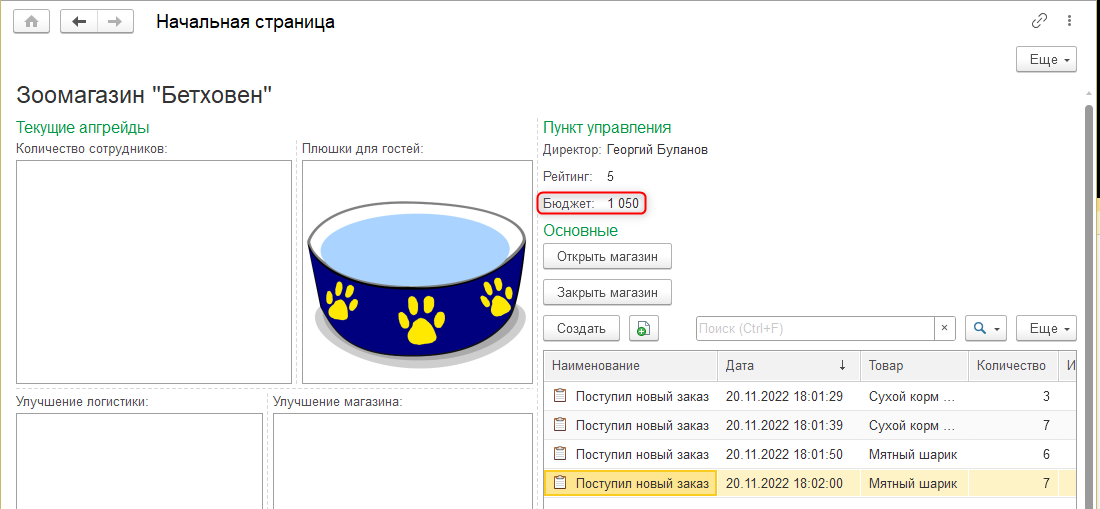 Начальная страница
Еще
Зоомагазин "Бетховен"
Текущие апгрейды
Количество сотрудников:
Плюшки для гостей:
Улучшение логистики:
Улучшение магазина:
Пункт управления
Директор: Георгий Буланов
Рейтинг: 5
Бюджет: 1 050
Основные
Открыть магазин
Закрыть магазин
Создать Поиск (Ctrl+F) × Еще
Наименование Дата ↓ Товар Количество И
Поступил новый заказ 20.11.2022 18:01:29 Сухой корм ... 3
Поступил новый заказ 20.11.2022 18:01:39 Сухой корм ... 7
Поступил новый заказ 20.11.2022 18:01:50 Мятный шарик 6
Поступил новый заказ 20.11.2022 18:02:00 Мятный шарик 7